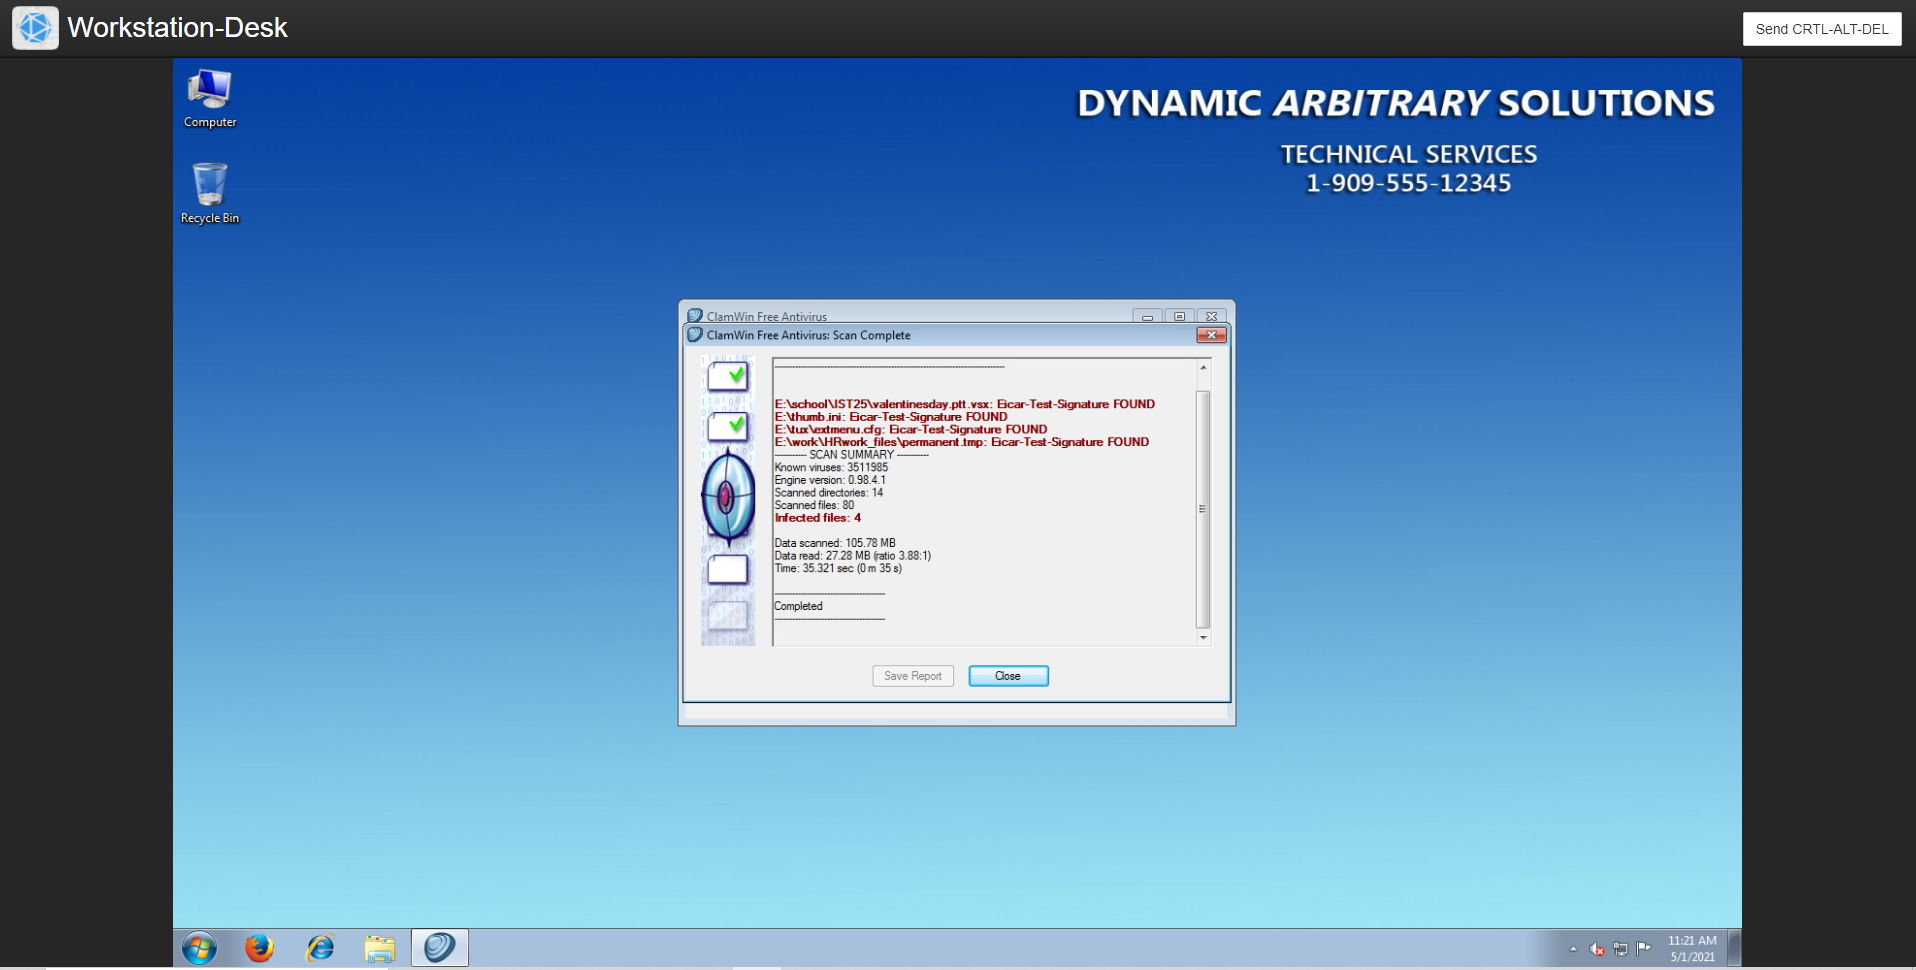 Workstation-Desk
Send CRTL-ALT-DEL
Computer
Recycle Bin
DYNAMIC ARBITRARY SOLUTIONS
TECHNICAL SERVICES
1-909-555-12345
ClamWin Free Antivirus
ClamWin Free Antivirus: Scan Complete
--------------------------------------------------------------------------------
E:\school\IST25\valentinesday.ptt.vsx: Eicar-Test-Signature FOUND
E:\thumb.ini: Eicar-Test-Signature FOUND
E:\tux\extmenu.cfg: Eicar-Test-Signature FOUND
E:\work\HRwork_files\permanent.tmp: Eicar-Test-Signature FOUND
----------- SCAN SUMMARY -----------
Known viruses: 3511985
Engine version: 0.98.4.1
Scanned directories: 14
Scanned files: 80
Infected files: 4
Data scanned: 105.78 MB
Data read: 27.28 MB (ratio 3.88:1)
Time: 35.321 sec (0 m 35 s)
--------------------------------------
Completed
--------------------------------------
Save Report
Close
11:21 AM
5/1/2021